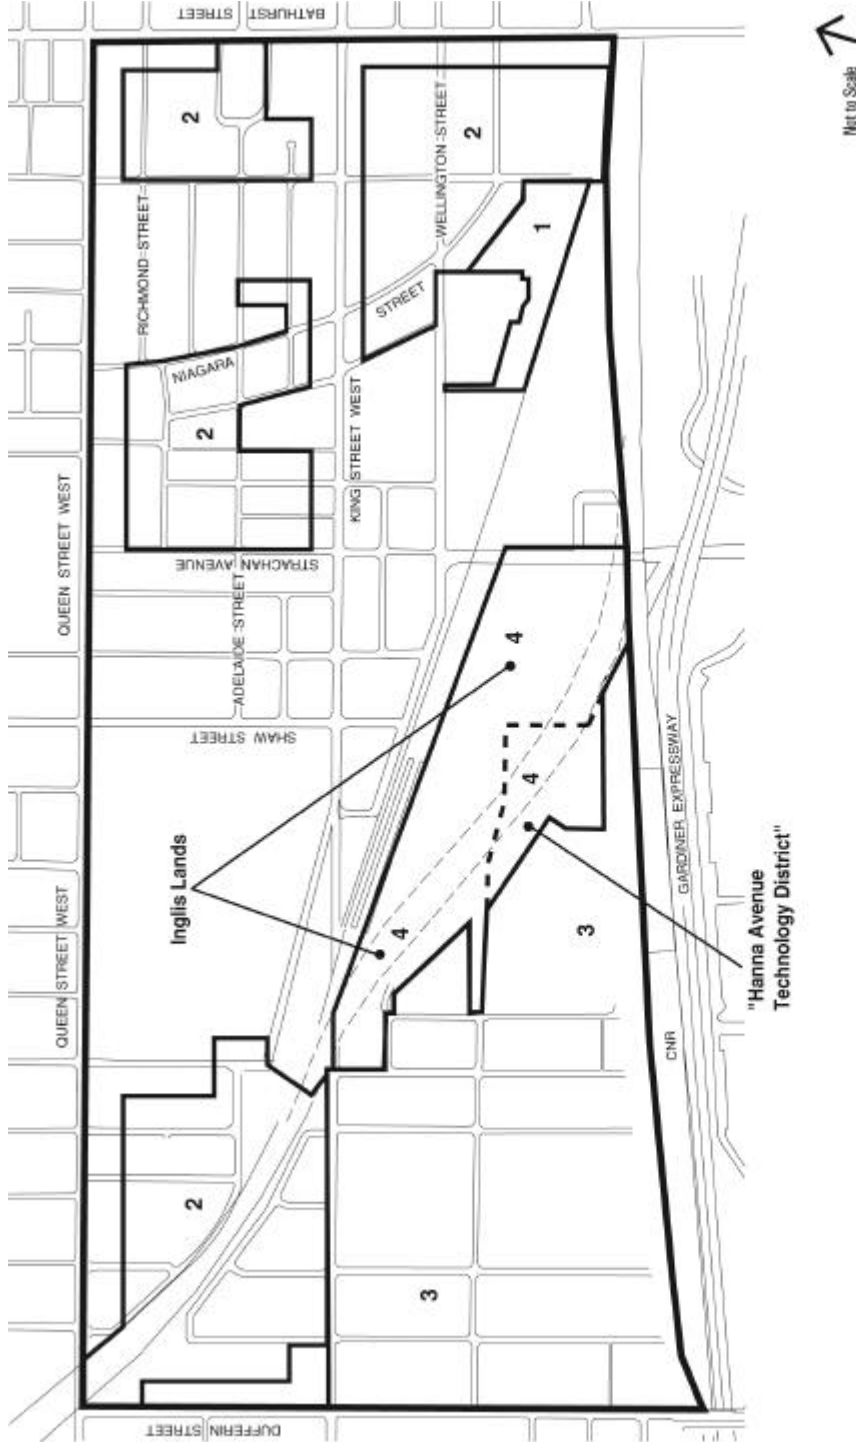 BATHURST
STREET
2
2
WELLINGTON STREET
RICHMOND STREET
1
STREET
NIAGARA
2
KING STREET WEST
QUEEN STREET WEST
STRACHAN AVENUE
ADELAIDE STREET
4
SHAW STREET
4
GARDINER EXPRESSWAY
Inglis Lands
4
3
"Hanna Avenue
Technology District"
QUEEN STREET WEST
CNR
2
3
DUFFERIN STREET
Not to Scale